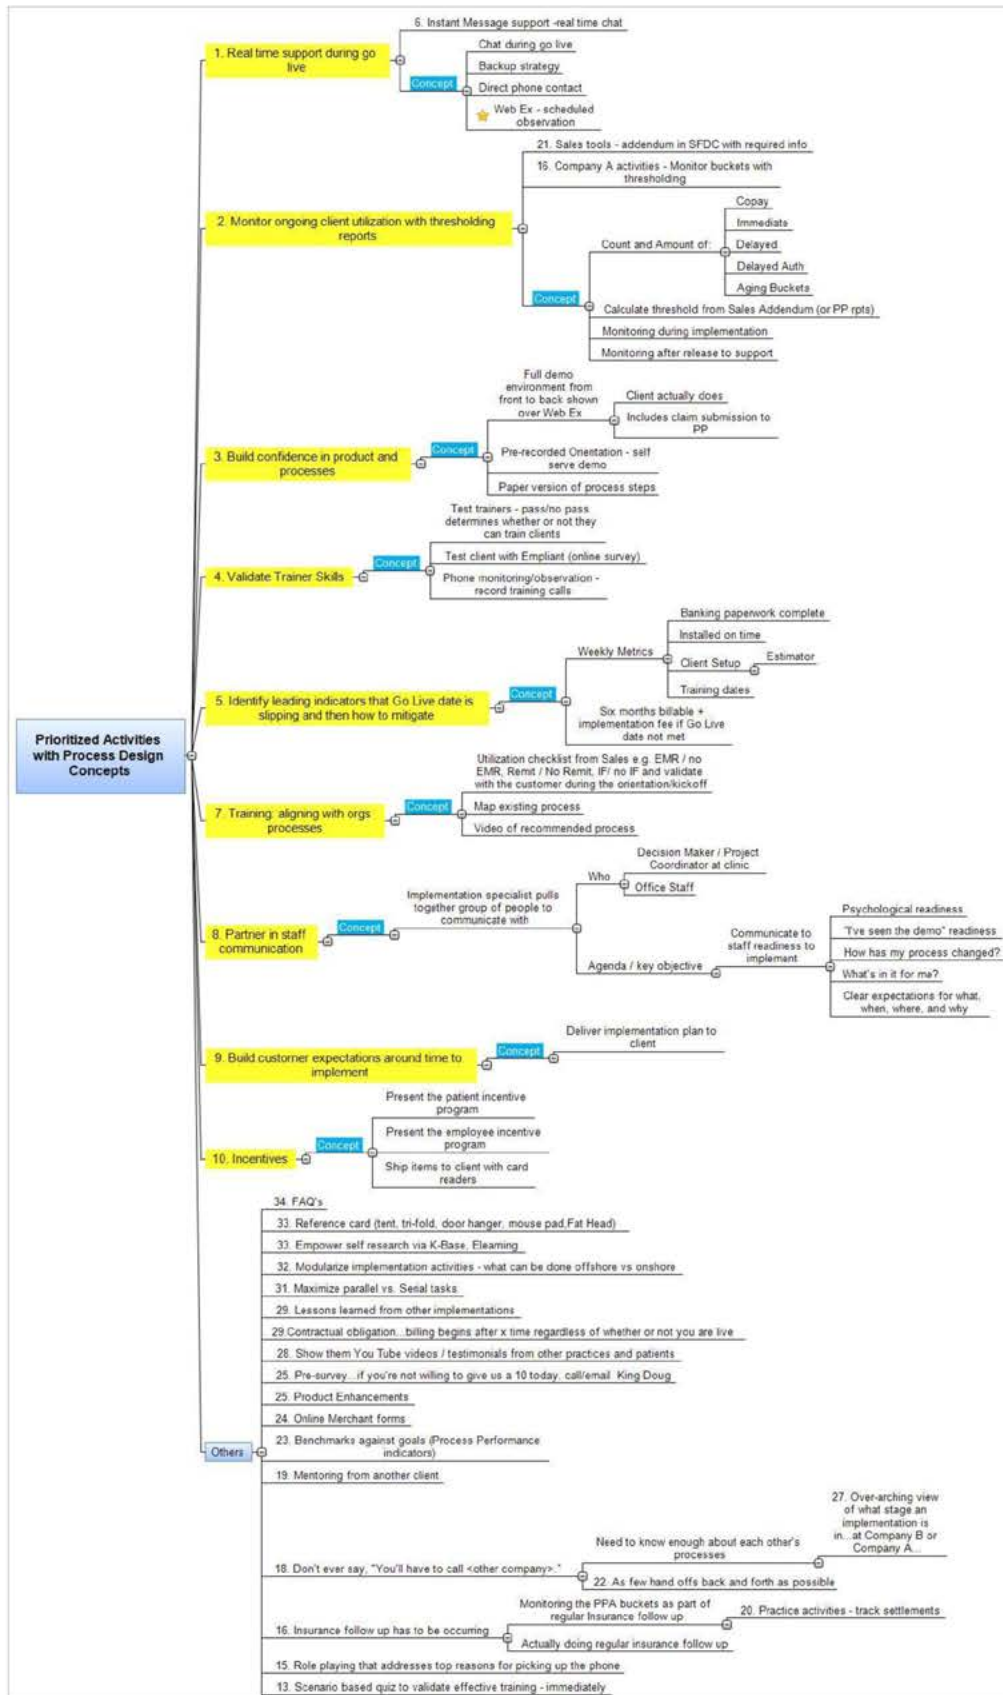 Prioritized Activities
with Process Design
Concepts
1. Real time support during go
live
6. Instant Message support -real time chat
Concept
Chat during go live
Backup strategy
Direct phone contact
Web Ex - scheduled
observation
2. Monitor ongoing client utilization with thresholding
reports
21. Sales tools - addendum in SFDC with required info
16. Company A activities - Monitor buckets with
thresholding
Concept
Count and Amount of:
Copay
Immediate
Delayed
Delayed Auth
Aging Buckets
Calculate threshold from Sales Addendum (or PP rpts)
Monitoring during implementation
Monitoring after release to support
3. Build confidence in product and
processes
Concept
Full demo
environment from
front to back shown
over Web Ex
Client actually does
Includes claim submission to
PP
Pre-recorded Orientation - self
serve demo
Paper version of process steps
4. Validate Trainer Skills
Concept
Test trainers - pass/no pass
determines whether or not they
can train clients
Test client with Empliant (online survey)
Phone monitoring/observation -
record training calls
5. Identify leading indicators that Go Live date is
slipping and then how to mitigate
Concept
Weekly Metrics
Banking paperwork complete
Installed on time
Client Setup
Estimator
Training dates
Six months billable +
implementation fee if Go Live
date not met
7. Training: aligning with orgs
processes
Concept
Utilization checklist from Sales e.g. EMR / no
EMR, Remit / No Remit, IF/ no IF and validate
with the customer during the orientation/kickoff
Map existing process
Video of recommended process
8. Partner in staff
communication
Concept
Implementation specialist pulls
together group of people to
communicate with
Who
Decision Maker / Project
Coordinator at clinic
Office Staff
Agenda / key objective
Communicate to
staff readiness to
implement
Psychological readiness
"I've seen the demo" readiness
How has my process changed?
What's in it for me?
Clear expectations for what,
when, where, and why
9. Build customer expectations around time to
implement
Concept
Deliver implementation plan to
client
10. Incentives
Concept
Present the patient incentive
program
Present the employee incentive
program
Ship items to client with card
readers
Others
34. FAQ's
33. Reference card (tent, tri-fold, door hanger, mouse pad,Fat Head)
33. Empower self research via K-Base, Elearning
32. Modularize implementation activities - what can be done offshore vs onshore
31. Maximize parallel vs. Serial tasks
29. Lessons learned from other implementations
29.Contractual obligation...billing begins after x time regardless of whether or not you are live
28. Show them You Tube videos / testimonials from other practices and patients
25. Pre-survey...if you're not willing to give us a 10 today, call/email King Doug
25. Product Enhancements
24. Online Merchant forms
23. Benchmarks against goals (Process Performance
indicators)
19. Mentoring from another client
18. Don't ever say, "You'll have to call <other company>."
Need to know enough about each other's
processes
27. Over-arching view
of what stage an
implementation is
in...at Company B or
Company A...
22. As few hand offs back and forth as possible
16. Insurance follow up has to be occurring
Monitoring the PPA buckets as part of
regular Insurance follow up
20. Practice activities - track settlements
Actually doing regular insurance follow up
15. Role playing that addresses top reasons for picking up the phone
13. Scenario based quiz to validate effective training - immediately